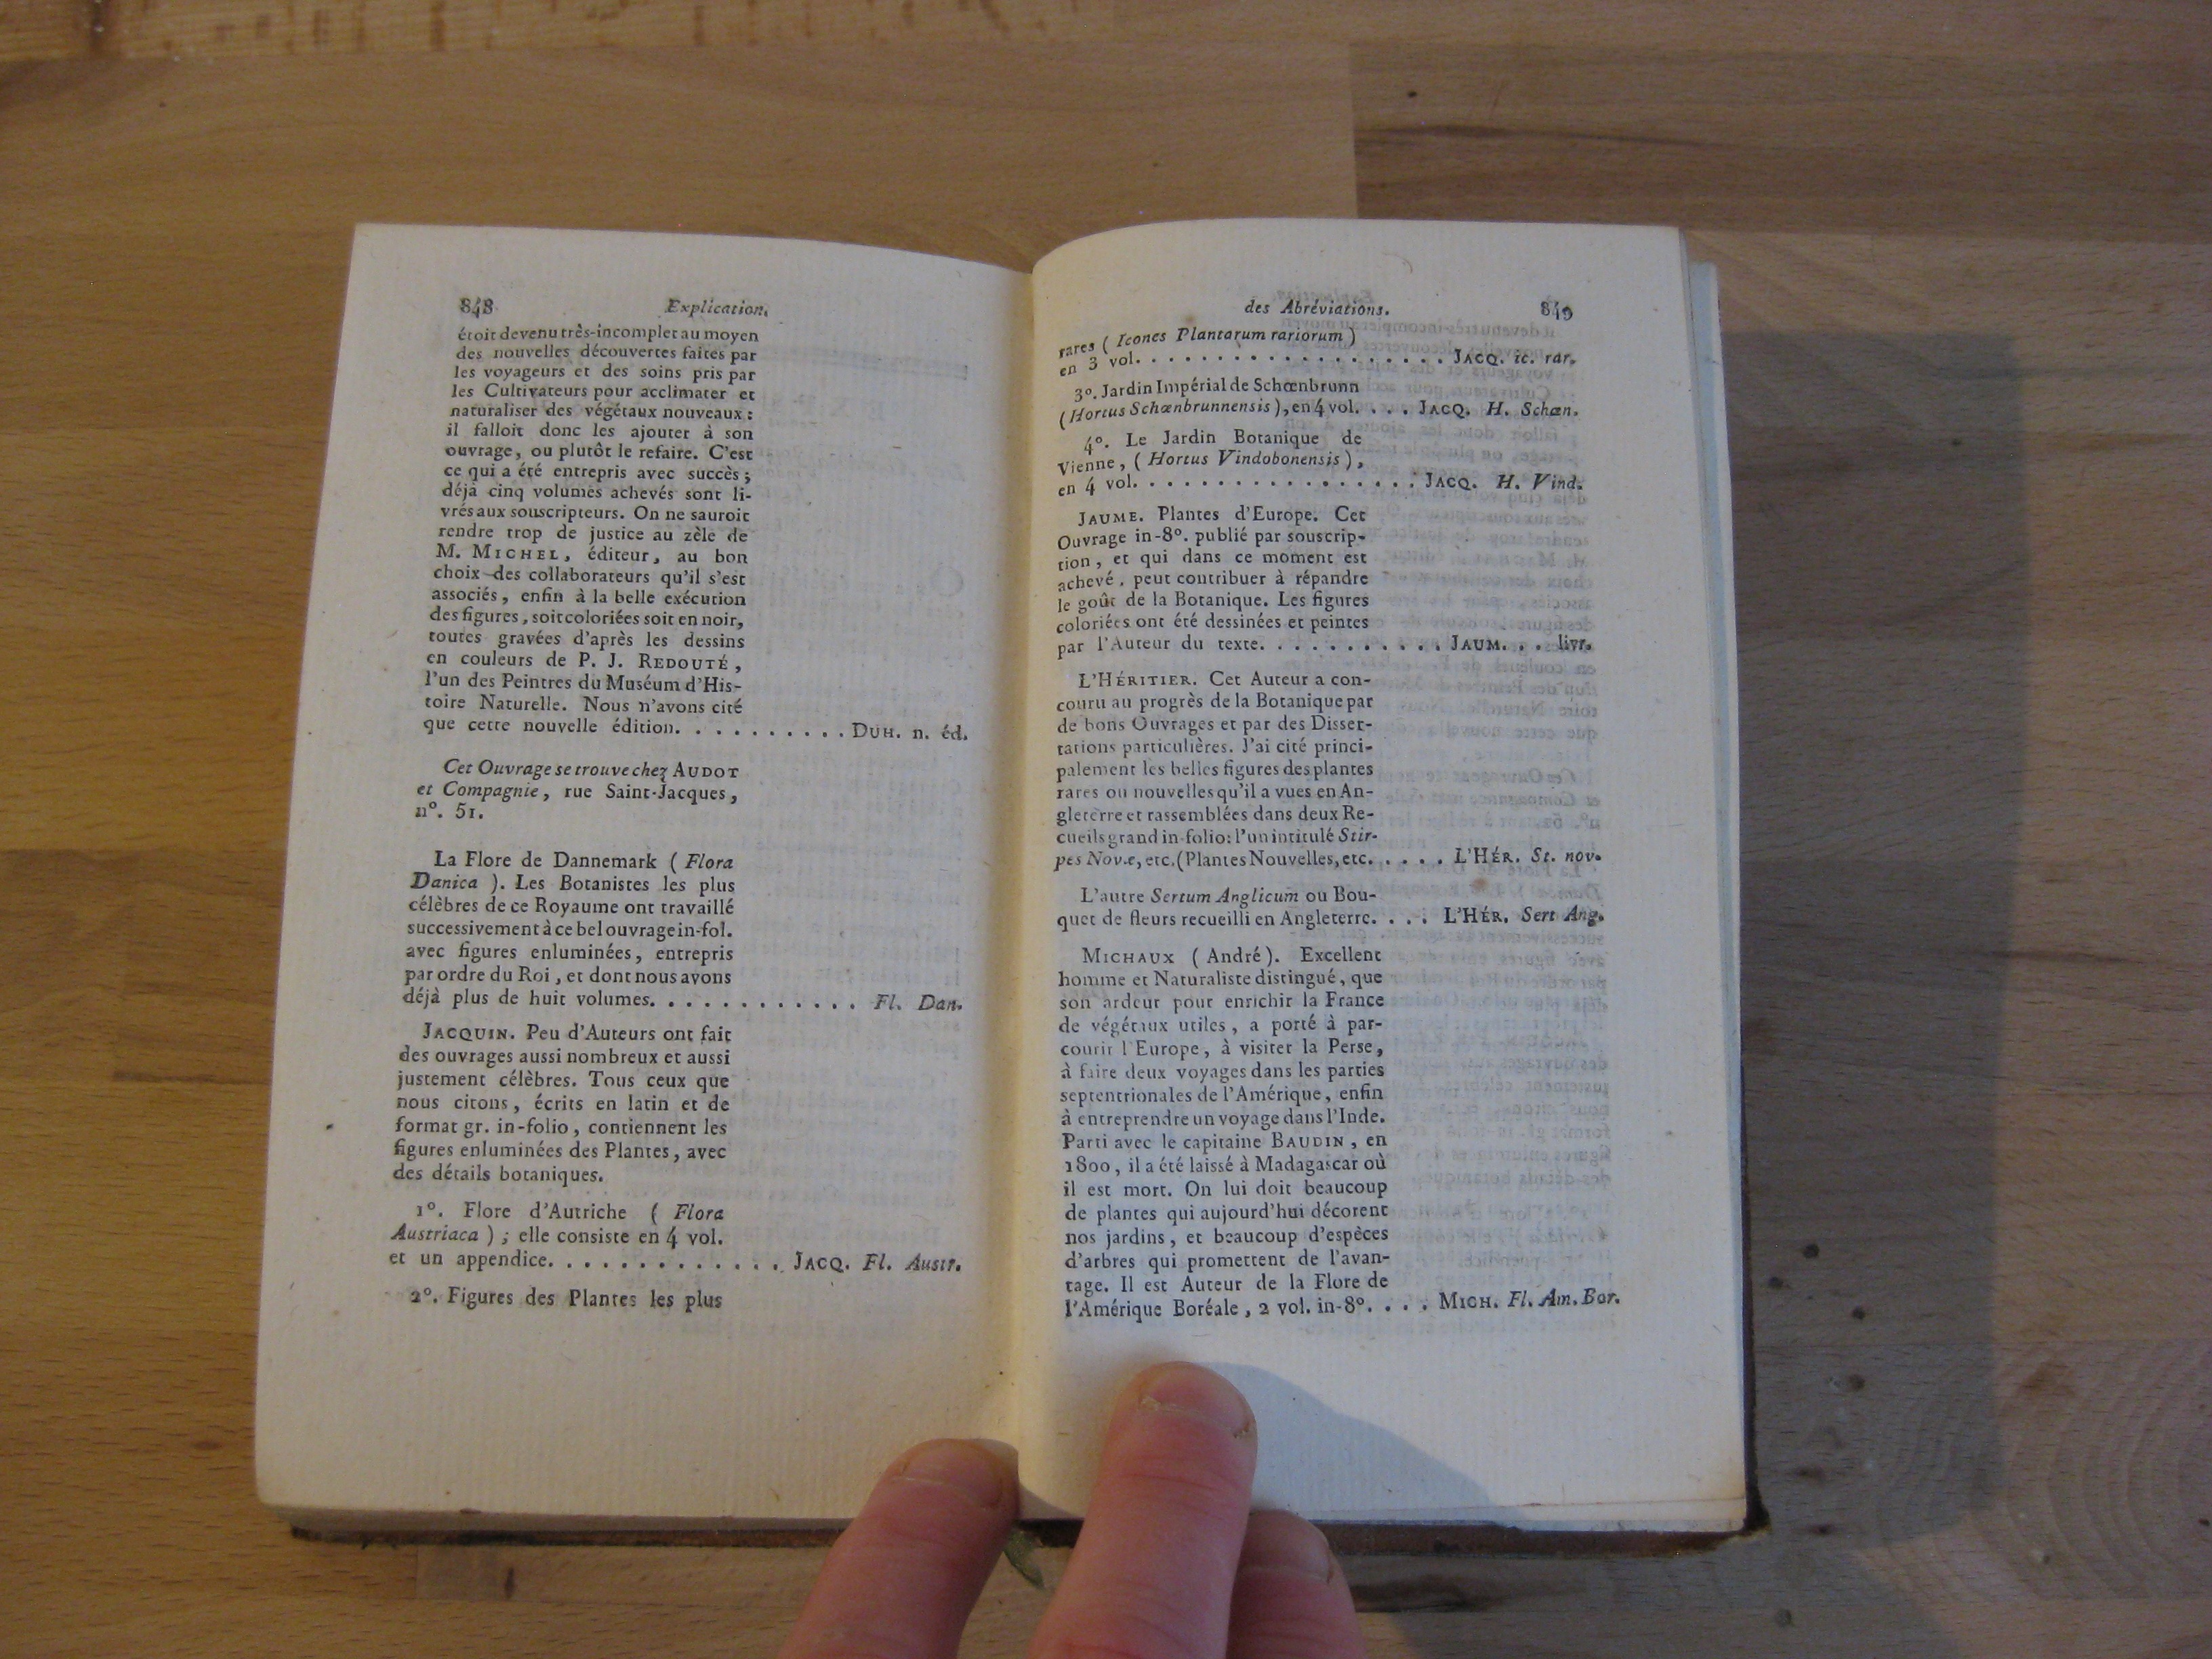 848 Explication.
étoit devenu très-incomplet au moyen
des nouvelles découvertes faites par
les voyageurs et des soins pris par
les Cultivateurs pour acclimater et
naturaliser des végétaux nouveaux :
il falloit donc les ajouter à son
ouvrage, ou plutôt le refaire. C'est
ce qui a été entrepris avec succès ;
déjà cinq volumes achevés sont li-
vrés aux souscripteurs. On ne sauroit
rendre trop de justice au zèle de
M. MICHEL, éditeur, au bon
choix des collaborateurs qu'il s'est
associés, enfin à la belle exécution
des figures, soit coloriées soit en noir,
toutes gravées d'après les dessins
en couleurs de P. J. REDOUTÉ,
l'un des Peintres du Muséum d'His-
toire Naturelle. Nous n'avons cité
que cette nouvelle édition. . . . . . . . . . DUH. n. éd.
Cet Ouvrage se trouve chez AUDOT
et Compagnie, rue Saint-Jacques,
n°. 51.
La Flore de Dannemark ( Flora
Danica ). Les Botanistes les plus
célèbres de ce Royaume ont travaillé
successivement à ce bel ouvrage in-fol.
avec figures enluminées, entrepris
par ordre du Roi, et dont nous avons
déjà plus de huit volumes. . . . . . . . . . . . Fl. Dan.
JACQUIN. Peu d'Auteurs ont fait
des ouvrages aussi nombreux et aussi
justement célèbres. Tous ceux que
nous citons, écrits en latin et de
format gr. in-folio, contiennent les
figures enluminées des Plantes, avec
des détails botaniques.
1°. Flore d'Autriche ( Flora
Austriaca ) ; elle consiste en 4 vol.
et un appendice. . . . . . . . . . . . . JACQ. Fl. Austr.
2°. Figures des Plantes les plus
des Abréviations. 849
rares ( Icones Plantarum rariorum )
en 3 vol. . . . . . . . . . . . . . . . . . . . JACQ. ic. rar.
3°. Jardin Impérial de Schœnbrunn
(Hortus Schœnbrunnensis), en 4 vol. . . . JACQ. H. Schœn.
4°. Le Jardin Botanique de
Vienne, ( Hortus Vindobonensis ),
en 4 vol. . . . . . . . . . . . . . . . . . JACQ. H. Vind.
JAUME. Plantes d'Europe. Cet
Ouvrage in-8°. publié par souscrip-
tion, et qui dans ce moment est
achevé, peut contribuer à répandre
le goût de la Botanique. Les figures
coloriées ont été dessinées et peintes
par l'Auteur du texte. . . . . . . . . . . JAUM. . . livr.
L'HÉRITIER. Cet Auteur a con-
couru au progrès de la Botanique par
de bons Ouvrages et par des Disser-
tations particulières. J'ai cité princi-
palement les belles figures des plantes
rares ou nouvelles qu'il a vues en An-
gleterre et rassemblées dans deux Re-
cueils grand in-folio : l'un intitulé Stir-
pes Novæ, etc. (Plantes Nouvelles, etc. . . . . L'HÉR. St. nov.
L'autre Sertum Anglicum ou Bou-
quet de fleurs recueilli en Angleterre. . . . L'HÉR. Sert Ang.
MICHAUX ( André ). Excellent
homme et Naturaliste distingué, que
son ardeur pour enrichir la France
de végétaux utiles, a porté à par-
courir l'Europe, à visiter la Perse,
à faire deux voyages dans les parties
septentrionales de l'Amérique, enfin
à entreprendre un voyage dans l'Inde.
Parti avec le capitaine BAUDIN, en
1800, il a été laissé à Madagascar où
il est mort. On lui doit beaucoup
de plantes qui aujourd'hui décorent
nos jardins, et beaucoup d'espèces
d'arbres qui promettent de l'avan-
tage. Il est Auteur de la Flore de
l'Amérique Boréale, 2 vol. in-8°. . . . MICH. Fl. Am. Bor.